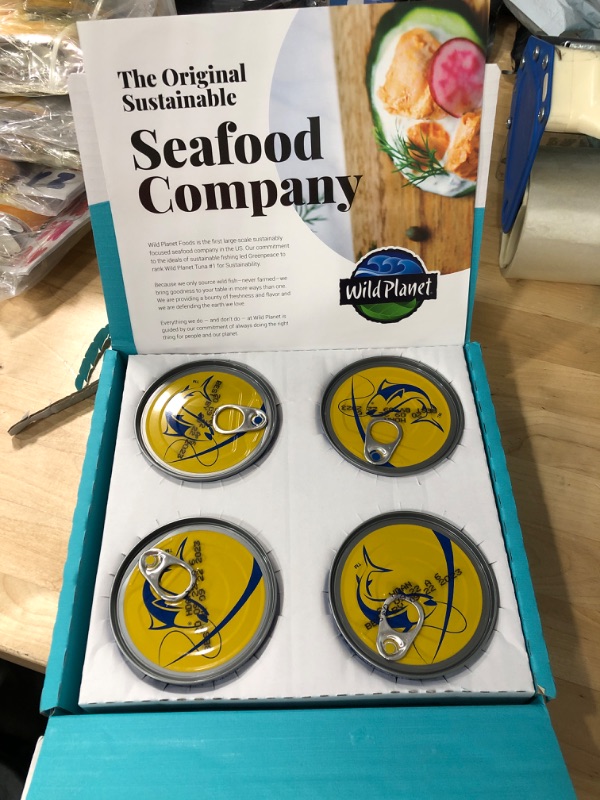 The Original
Sustainable
Seafood
Company
Wild Planet Foods is the first large-scale sustainably
focused seafood company in the US. Our commitment
to the ideals of sustainable fishing led Greenpeace to
rank Wild Planet Tuna #1 for Sustainability.
Because we only source wild fish—never farmed—we
bring goodness to your table in more ways than one.
We are providing a bounty of freshness and flavor and
we are defending the earth we love.
Everything we do — and don't do — at Wild Planet is
guided by our commitment of always doing the right
thing for people and our planet.
Wild Planet
2023
2023